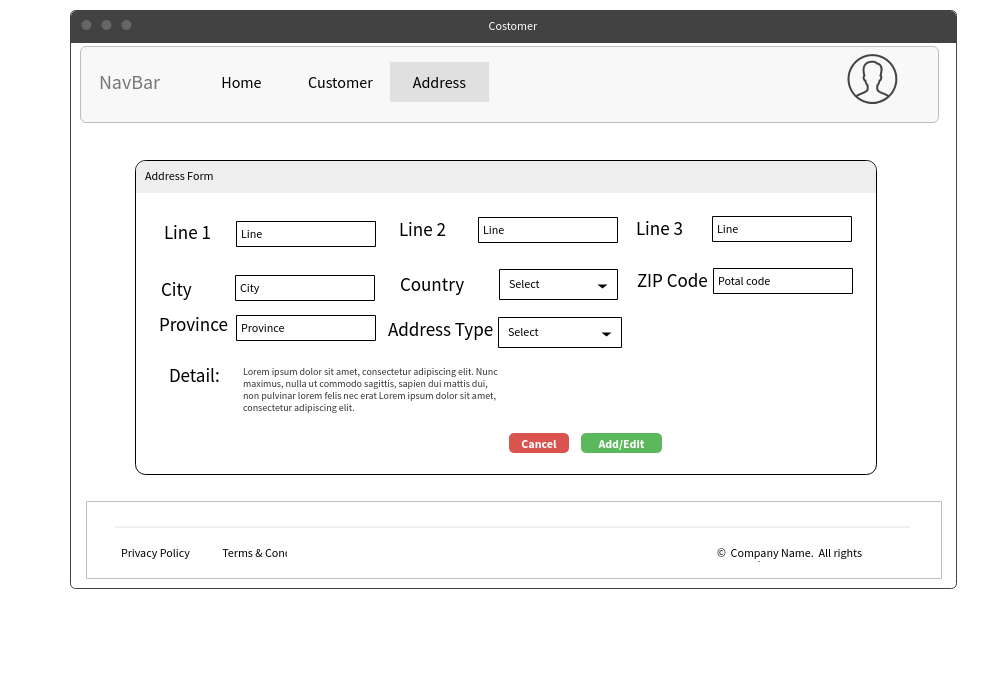 Costomer
NavBar Home Customer Address
Address Form
Line 1 Line Line 2 Line Line 3 Line
City City Country Select ZIP Code Potal code
Province Province Address Type Select
Detail: Lorem ipsum dolor sit amet, consectetur adipiscing elit. Nunc
maximus, nulla ut commodo sagittis, sapien dui mattis dui,
non pulvinar lorem felis nec erat Lorem ipsum dolor sit amet,
consectetur adipiscing elit.
Cancel Add/Edit
Privacy Policy Terms & Con © Company Name. All rights